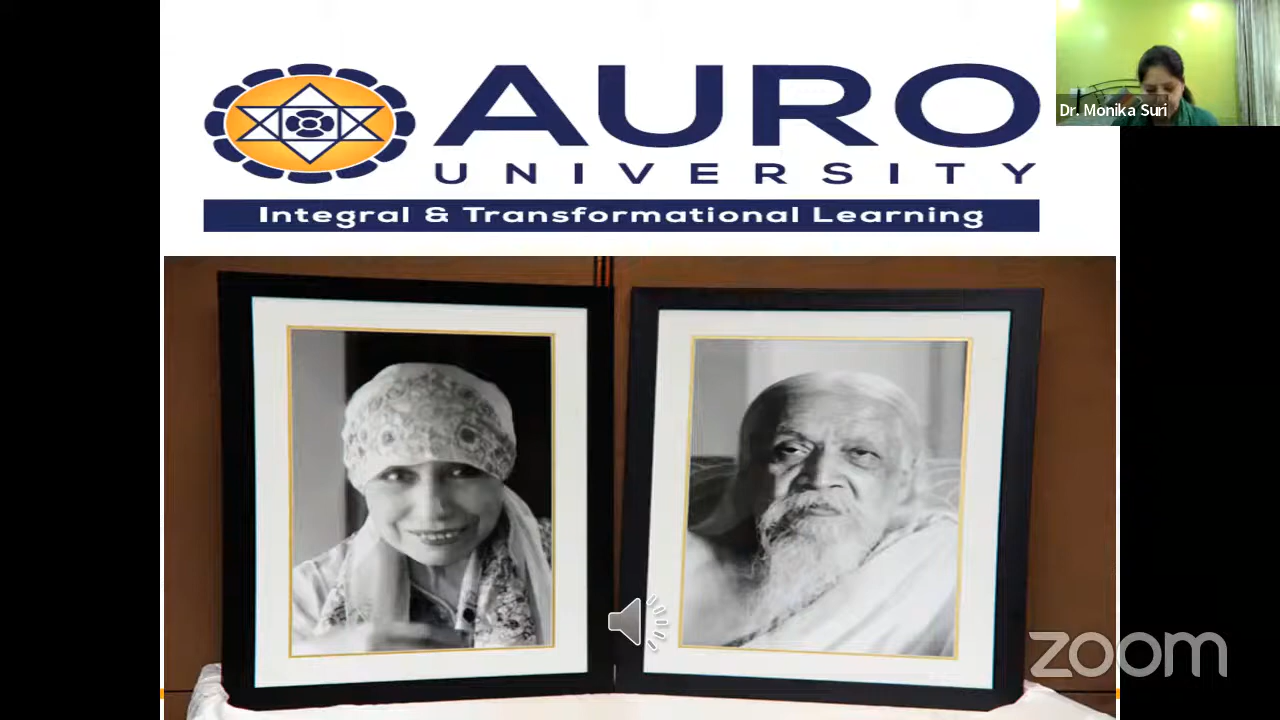 AURO
UNIVERSITY
Integral & Transformational Learning
Dr. Monika Suri
zoom